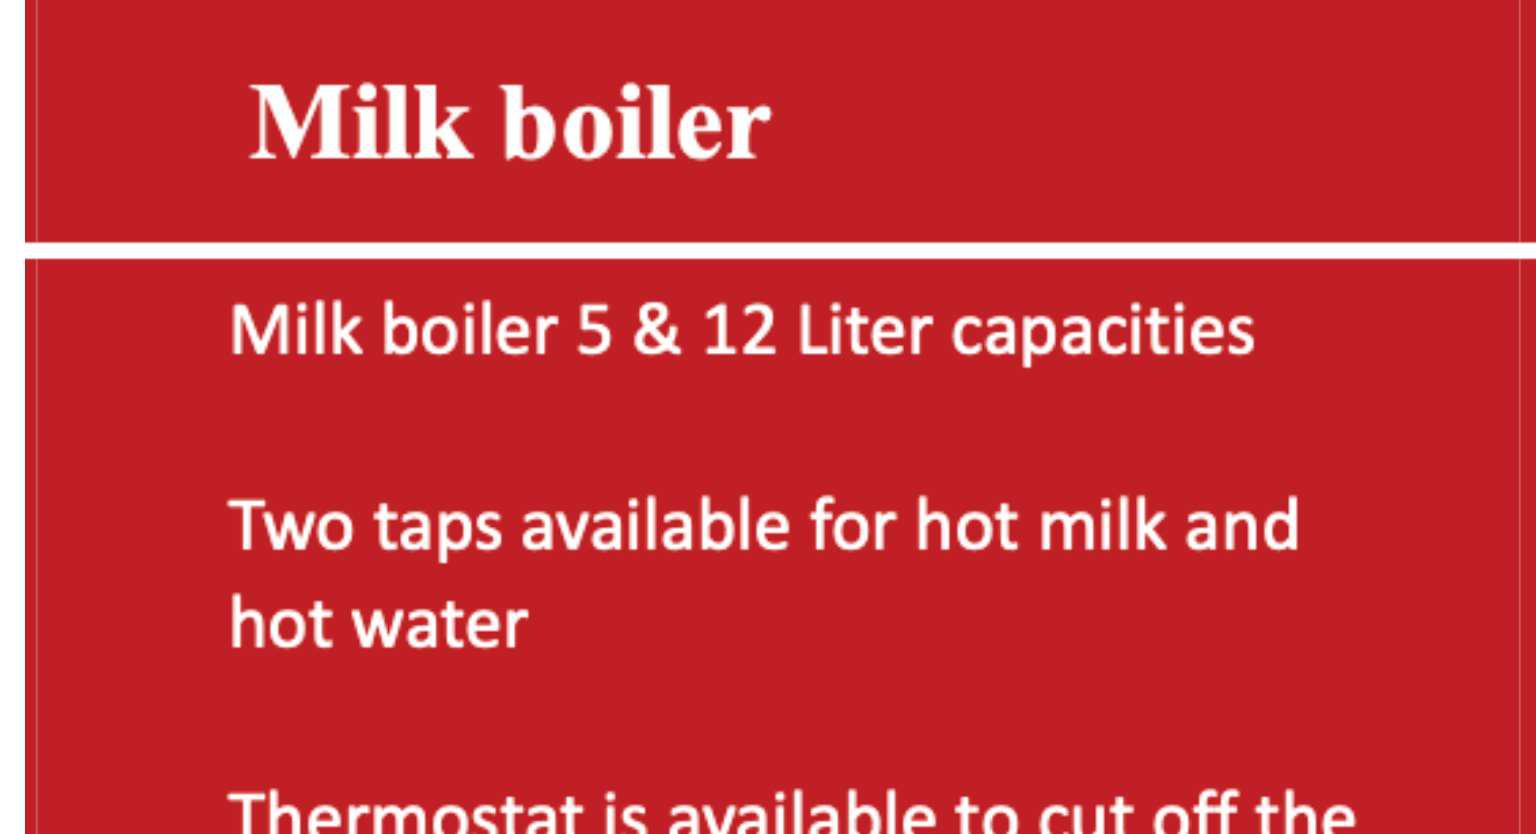 Milk boiler
Milk boiler 5 & 12 Liter capacities
Two taps available for hot milk and
hot water
Thermostat is available to cut off the